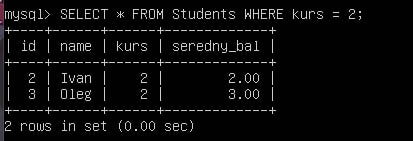 mysql> SELECT * FROM Students WHERE kurs = 2;
+----+------+------+-------------+
| id | name | kurs | seredny_bal |
+----+------+------+-------------+
|  2 | Ivan |    2 |        2.00 |
|  3 | Oleg |    2 |        3.00 |
+----+------+------+-------------+
2 rows in set (0.00 sec)